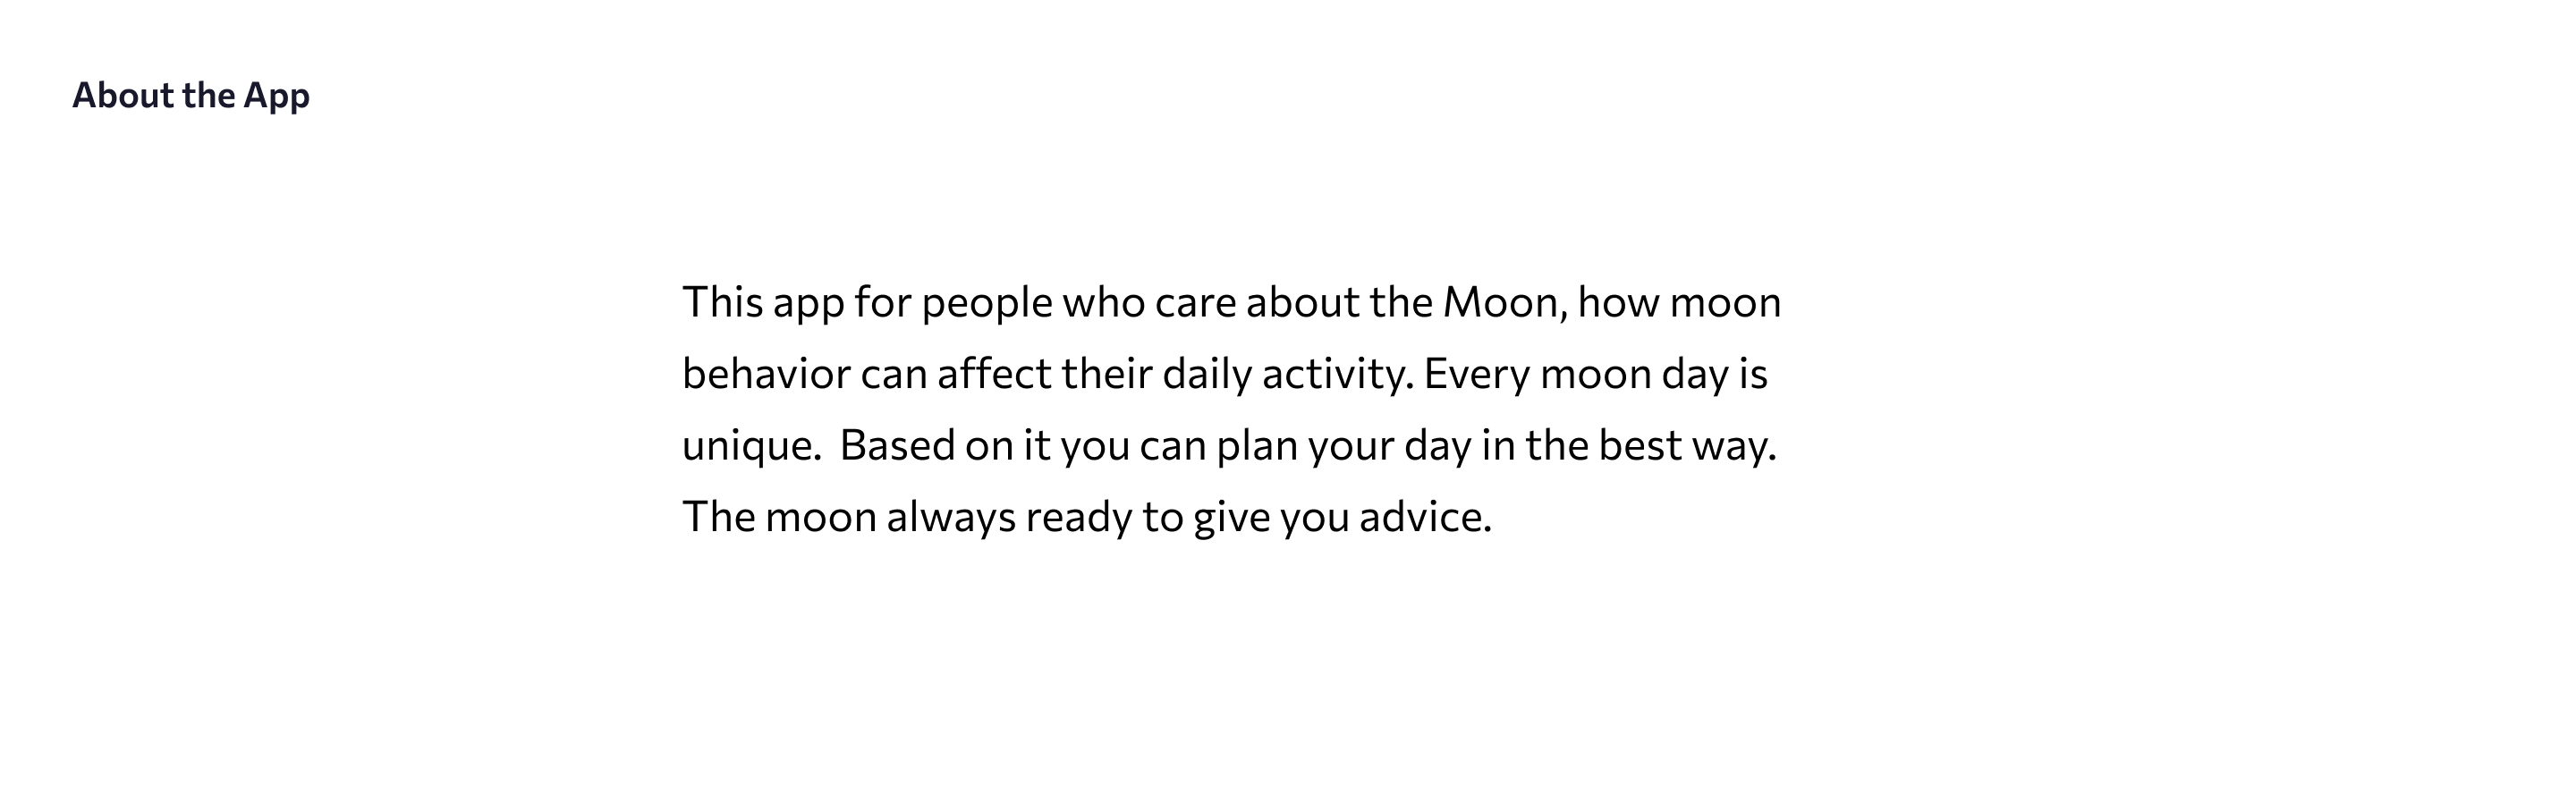 About the App
This app for people who care about the Moon, how moon
behavior can affect their daily activity. Every moon day is
unique.  Based on it you can plan your day in the best way.
The moon always ready to give you advice.